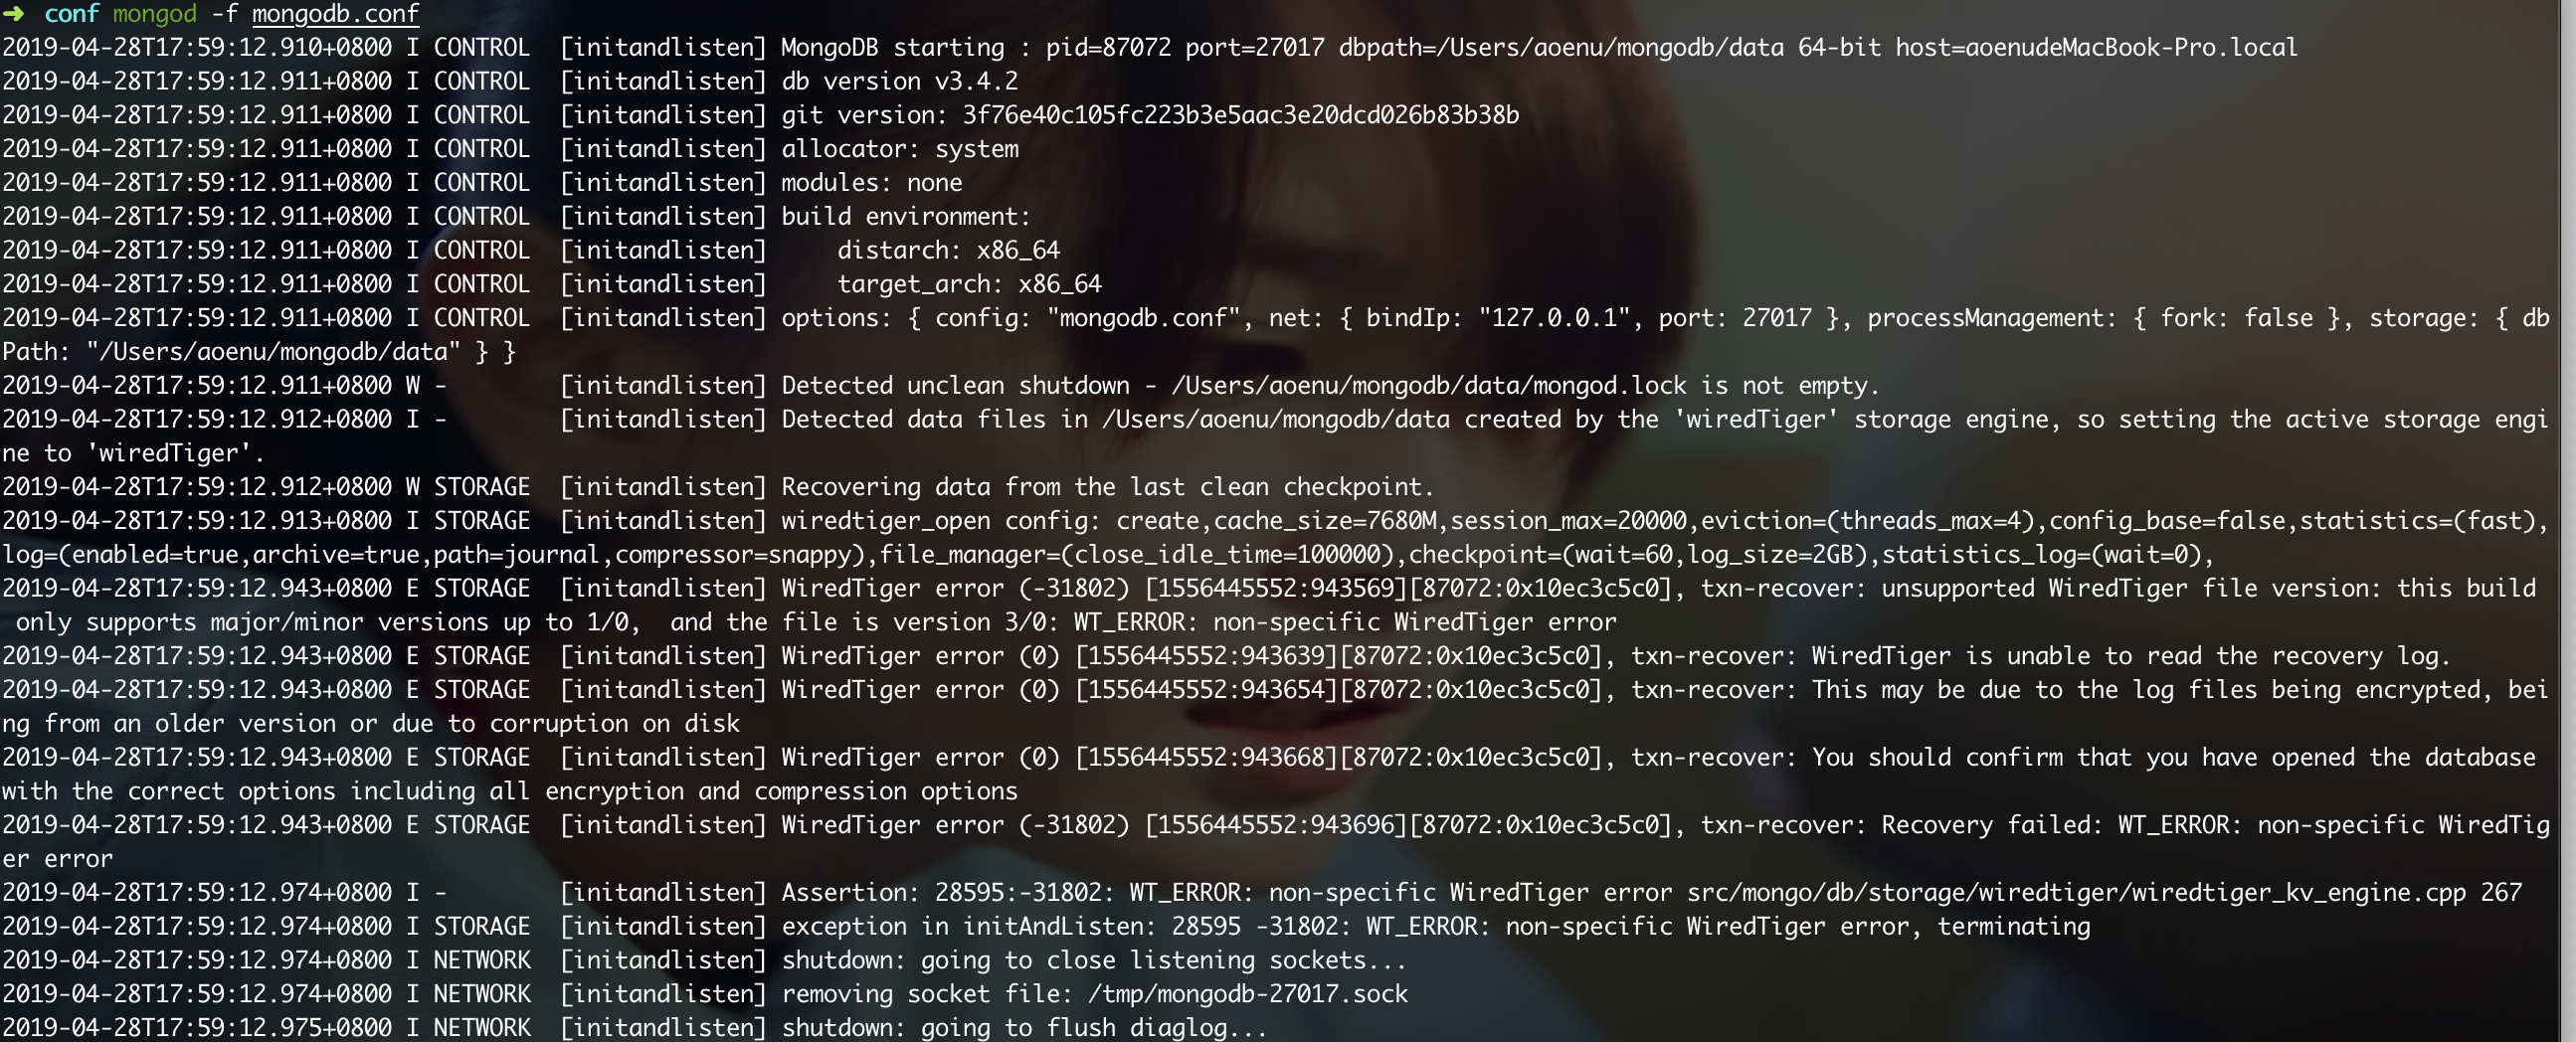 ➜  conf mongod -f mongodb.conf
2019-04-28T17:59:12.910+0800 I CONTROL  [initandlisten] MongoDB starting : pid=87072 port=27017 dbpath=/Users/aoenu/mongodb/data 64-bit host=aoenudeMacBook-Pro.local
2019-04-28T17:59:12.911+0800 I CONTROL  [initandlisten] db version v3.4.2
2019-04-28T17:59:12.911+0800 I CONTROL  [initandlisten] git version: 3f76e40c105fc223b3e5aac3e20dcd026b83b38b
2019-04-28T17:59:12.911+0800 I CONTROL  [initandlisten] allocator: system
2019-04-28T17:59:12.911+0800 I CONTROL  [initandlisten] modules: none
2019-04-28T17:59:12.911+0800 I CONTROL  [initandlisten] build environment:
2019-04-28T17:59:12.911+0800 I CONTROL  [initandlisten]     distarch: x86_64
2019-04-28T17:59:12.911+0800 I CONTROL  [initandlisten]     target_arch: x86_64
2019-04-28T17:59:12.911+0800 I CONTROL  [initandlisten] options: { config: "mongodb.conf", net: { bindIp: "127.0.0.1", port: 27017 }, processManagement: { fork: false }, storage: { db
Path: "/Users/aoenu/mongodb/data" } }
2019-04-28T17:59:12.911+0800 W -        [initandlisten] Detected unclean shutdown - /Users/aoenu/mongodb/data/mongod.lock is not empty.
2019-04-28T17:59:12.912+0800 I -        [initandlisten] Detected data files in /Users/aoenu/mongodb/data created by the 'wiredTiger' storage engine, so setting the active storage engi
ne to 'wiredTiger'.
2019-04-28T17:59:12.912+0800 W STORAGE  [initandlisten] Recovering data from the last clean checkpoint.
2019-04-28T17:59:12.913+0800 I STORAGE  [initandlisten] wiredtiger_open config: create,cache_size=7680M,session_max=20000,eviction=(threads_max=4),config_base=false,statistics=(fast),
log=(enabled=true,archive=true,path=journal,compressor=snappy),file_manager=(close_idle_time=100000),checkpoint=(wait=60,log_size=2GB),statistics_log=(wait=0),
2019-04-28T17:59:12.943+0800 E STORAGE  [initandlisten] WiredTiger error (-31802) [1556445552:943569][87072:0x10ec3c5c0], txn-recover: unsupported WiredTiger file version: this build
 only supports major/minor versions up to 1/0,  and the file is version 3/0: WT_ERROR: non-specific WiredTiger error
2019-04-28T17:59:12.943+0800 E STORAGE  [initandlisten] WiredTiger error (0) [1556445552:943639][87072:0x10ec3c5c0], txn-recover: WiredTiger is unable to read the recovery log.
2019-04-28T17:59:12.943+0800 E STORAGE  [initandlisten] WiredTiger error (0) [1556445552:943654][87072:0x10ec3c5c0], txn-recover: This may be due to the log files being encrypted, bei
ng from an older version or due to corruption on disk
2019-04-28T17:59:12.943+0800 E STORAGE  [initandlisten] WiredTiger error (0) [1556445552:943668][87072:0x10ec3c5c0], txn-recover: You should confirm that you have opened the database
with the correct options including all encryption and compression options
2019-04-28T17:59:12.943+0800 E STORAGE  [initandlisten] WiredTiger error (-31802) [1556445552:943696][87072:0x10ec3c5c0], txn-recover: Recovery failed: WT_ERROR: non-specific WiredTig
er error
2019-04-28T17:59:12.974+0800 I -        [initandlisten] Assertion: 28595:-31802: WT_ERROR: non-specific WiredTiger error src/mongo/db/storage/wiredtiger/wiredtiger_kv_engine.cpp 267
2019-04-28T17:59:12.974+0800 I STORAGE  [initandlisten] exception in initAndListen: 28595 -31802: WT_ERROR: non-specific WiredTiger error, terminating
2019-04-28T17:59:12.974+0800 I NETWORK  [initandlisten] shutdown: going to close listening sockets...
2019-04-28T17:59:12.974+0800 I NETWORK  [initandlisten] removing socket file: /tmp/mongodb-27017.sock
2019-04-28T17:59:12.975+0800 I NETWORK  [initandlisten] shutdown: going to flush diaglog...